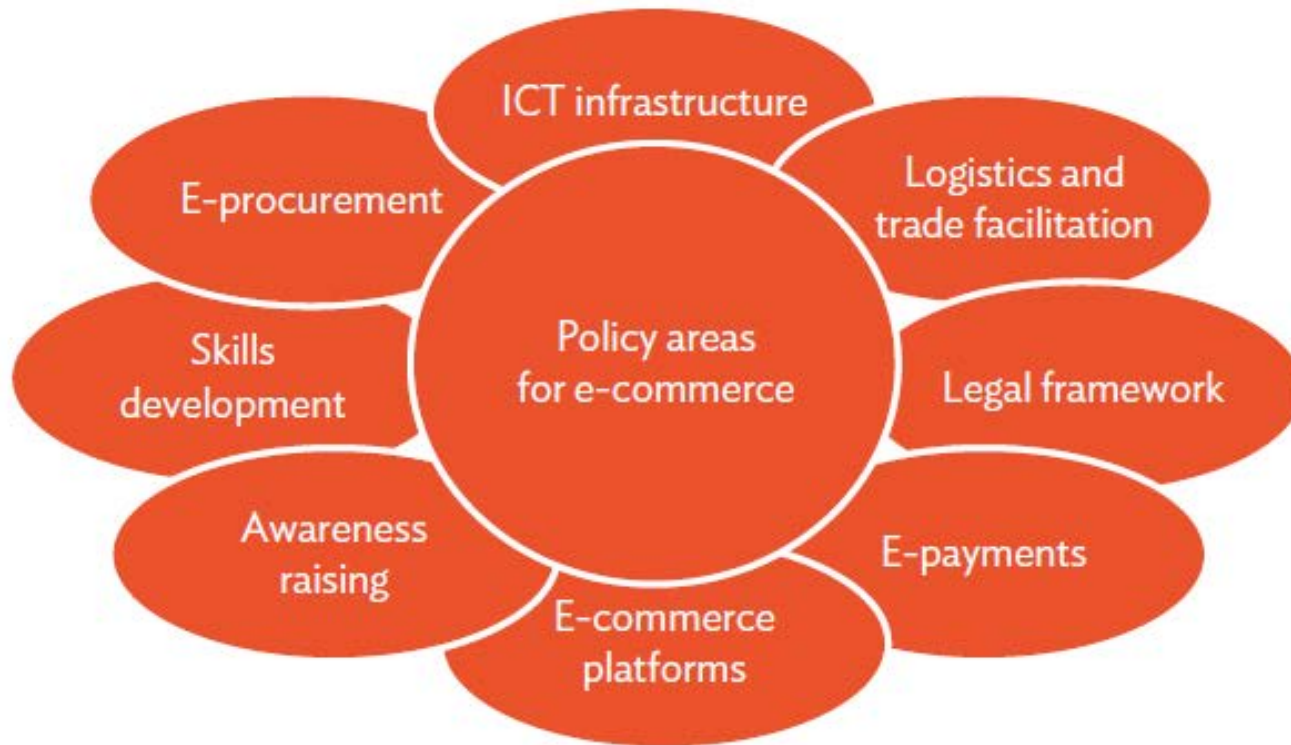 ICT infrastructure
Logistics and
trade facilitation
E-procurement
Policy areas
for e-commerce
Skills
development
Legal framework
Awareness
raising
E-payments
E-commerce
platforms